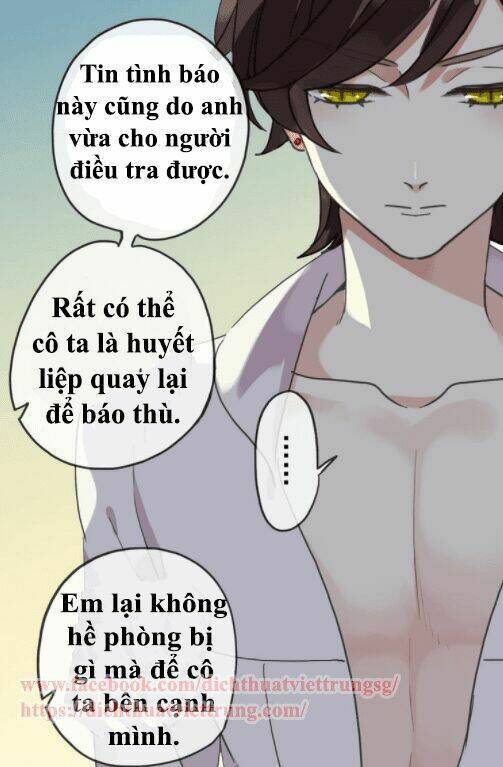 Tin tình báo
này cũng do anh
vừa cho người
điều tra được.
Rất có thể
cô ta là huyết
liệp quay lại
để báo thù.
......
Em lại không
hề phòng bị
gì mà để cô
ta bên cạnh
mình.
www.facebook.com/dichthuatviettrungsg/
https://dichthuatviettrung.com/